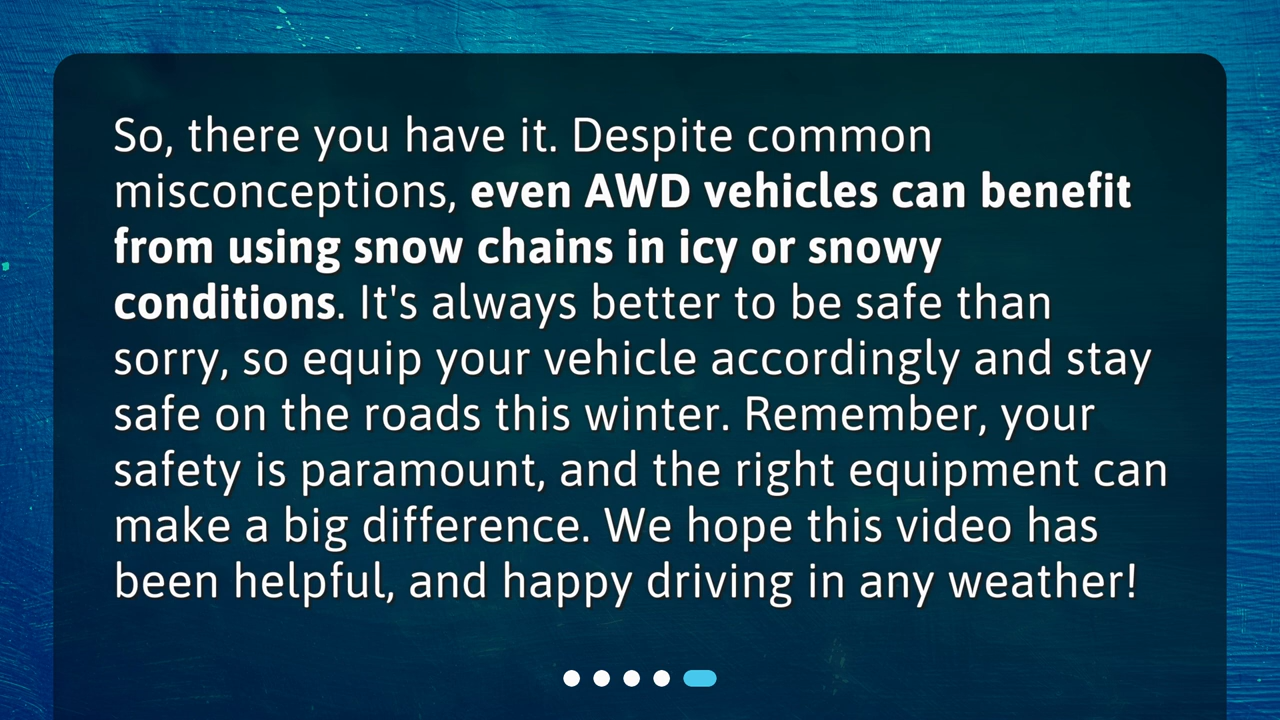 So, there you have it. Despite common
misconceptions, even AWD vehicles can benefit
from using snow chains in icy or snowy
conditions. It's always better to be safe than
sorry, so equip your vehicle accordingly and stay
safe on the roads this winter. Remember, your
safety is paramount, and the right equipment can
make a big difference. We hope this video has
been helpful, and happy driving in any weather!